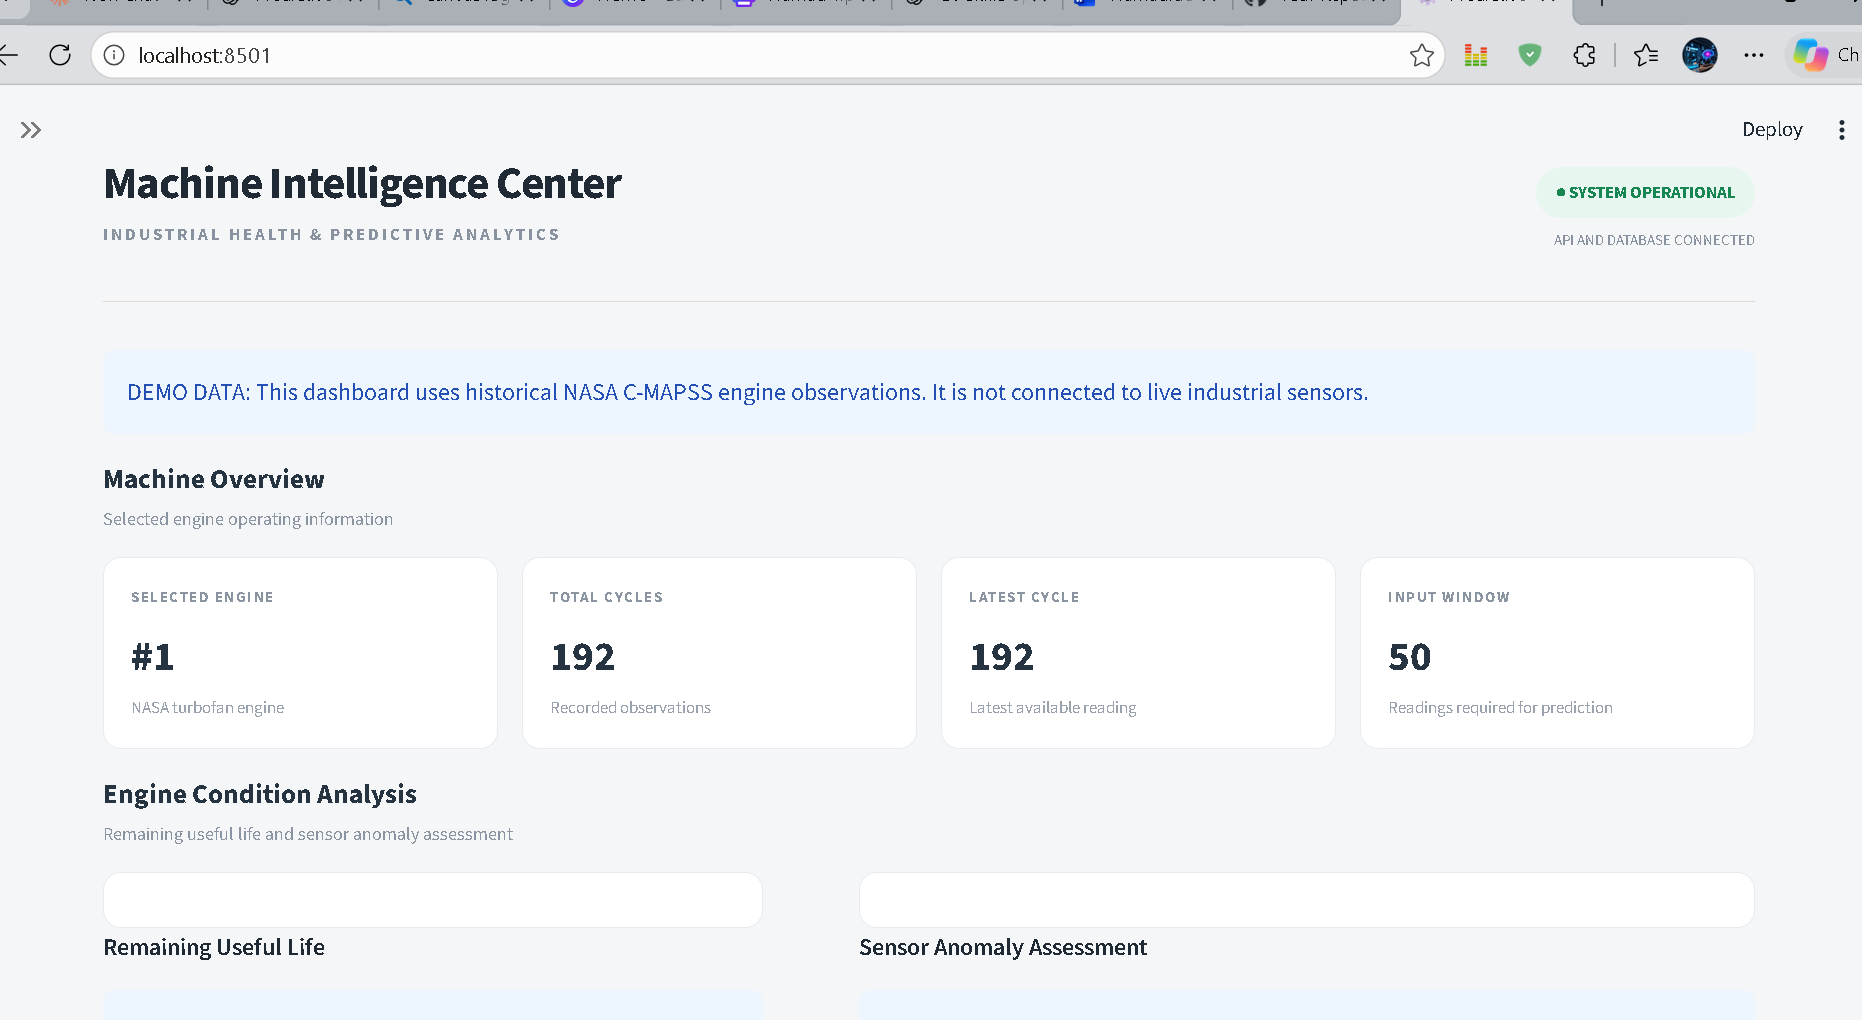 localhost:8501
Ch
Deploy
Machine Intelligence Center
INDUSTRIAL HEALTH & PREDICTIVE ANALYTICS
SYSTEM OPERATIONAL
API AND DATABASE CONNECTED
DEMO DATA: This dashboard uses historical NASA C-MAPSS engine observations. It is not connected to live industrial sensors.
Machine Overview
Selected engine operating information
SELECTED ENGINE
#1
NASA turbofan engine
TOTAL CYCLES
192
Recorded observations
LATEST CYCLE
192
Latest available reading
INPUT WINDOW
50
Readings required for prediction
Engine Condition Analysis
Remaining useful life and sensor anomaly assessment
Remaining Useful Life
Sensor Anomaly Assessment